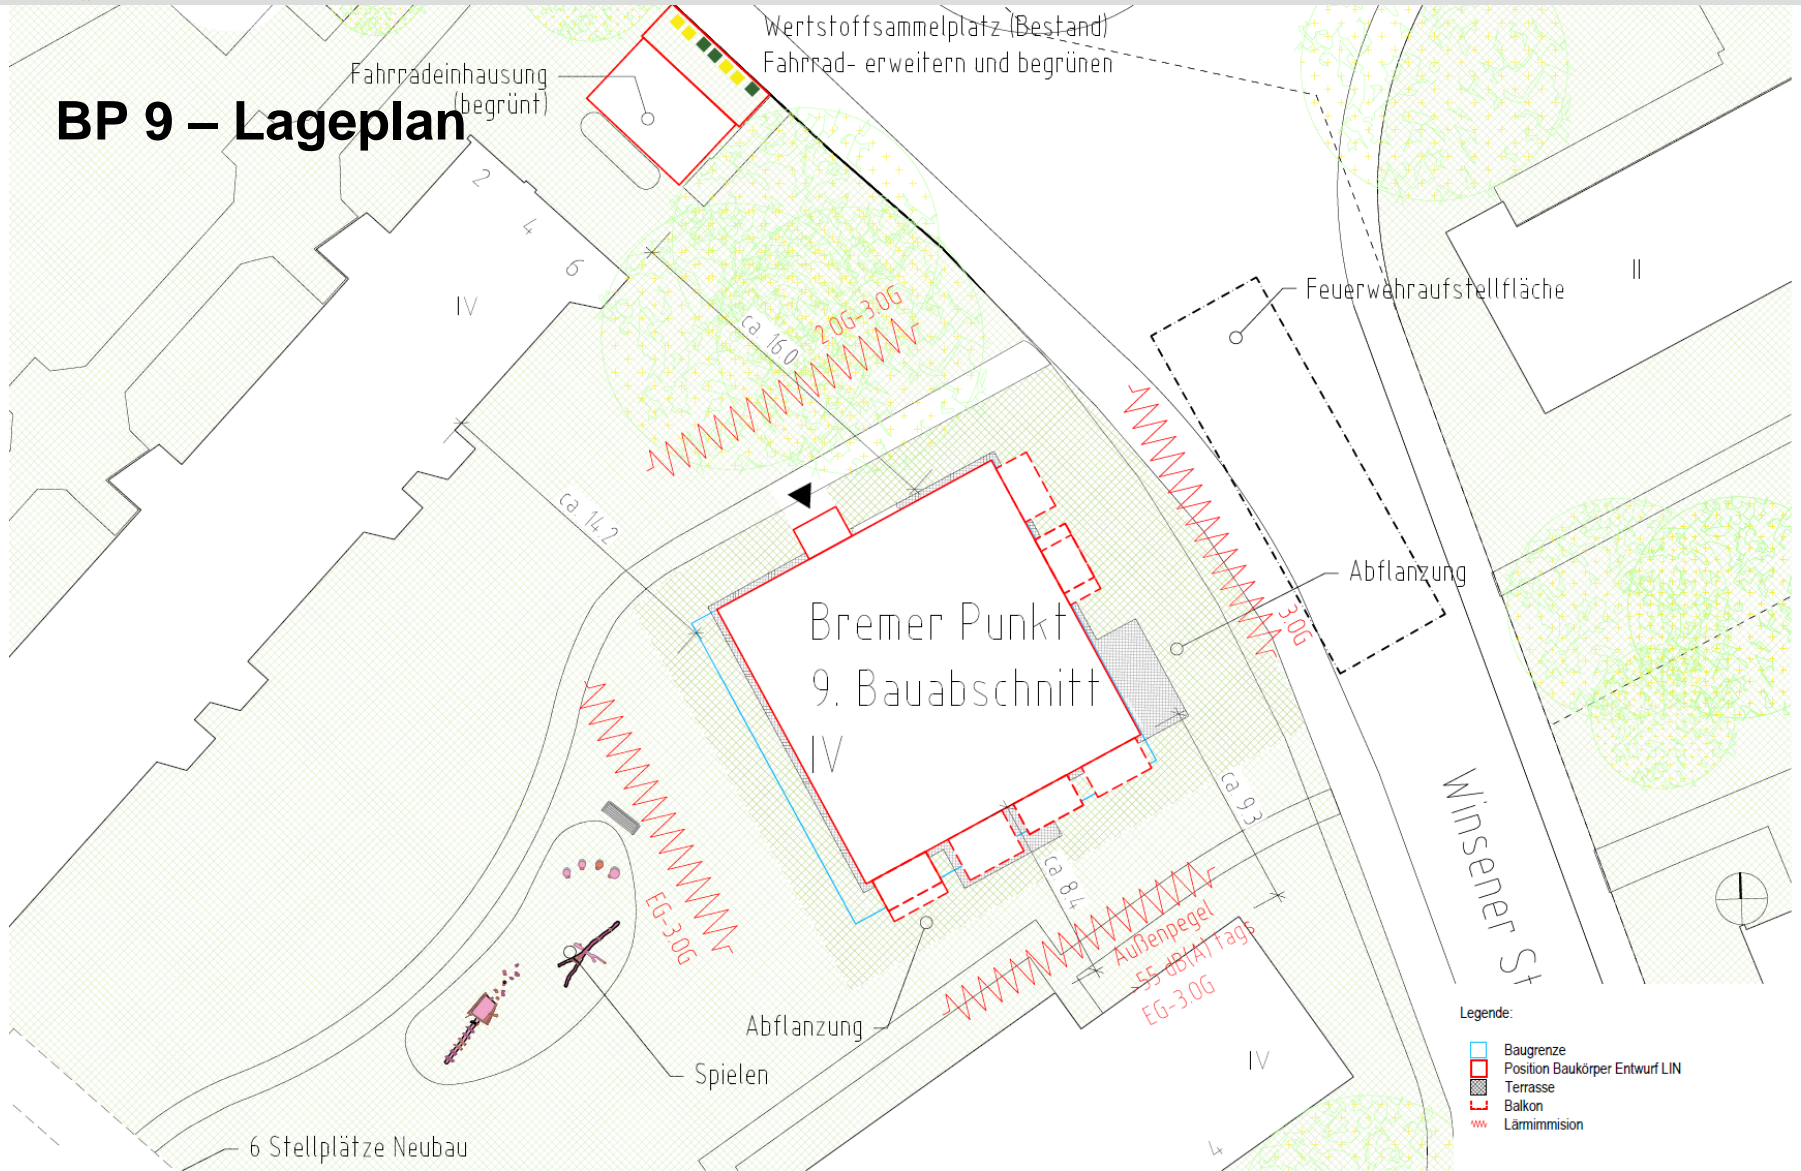 Wertstoffsammelplatz (Bestand)
Fahrrad- erweitern und begrünen
Fahrradeinhausung
(begrünt)
BP 9 – Lageplan
2
4
6
IV
II
Feuerwehraufstellfläche
ca. 16.0
2.OG-3.OG
ca. 14.2
Abflanzung
3.OG
Bremer Punkt
9. Bauabschnitt
IV
ca 9.3
ca 8.4
Winsener St
EG-3.OG
Außenpegel
>55 dB(A) tags
EG-3.OG
Abflanzung
Spielen
IV
4
6 Stellplätze Neubau
Legende:
Baugrenze
Position Baukörper Entwurf LIN
Terrasse
Balkon
Lärmimmision